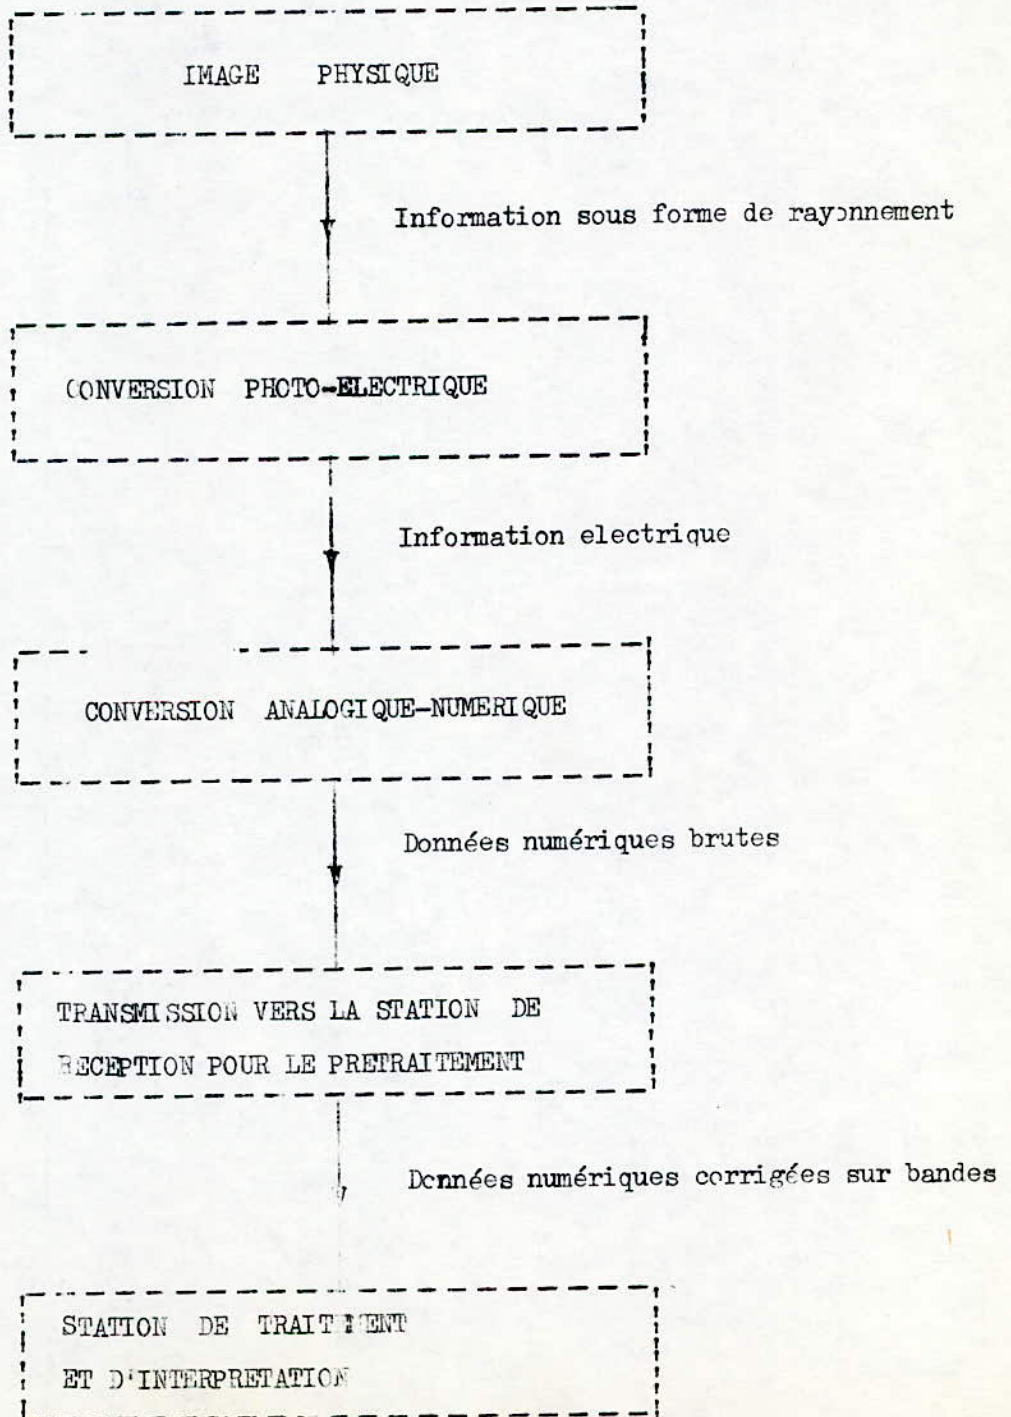 IMAGE PHYSIQUE
Information sous forme de rayonnement
CONVERSION PHOTO-ELECTRIQUE
Information electrique
CONVERSION ANALOGIQUE-NUMERIQUE
Données numériques brutes
TRANSMISSION VERS LA STATION DE
RECEPTION POUR LE PRETRAITEMENT
Données numériques corrigées sur bandes
STATION DE TRAITEMENT
ET D'INTERPRETATION